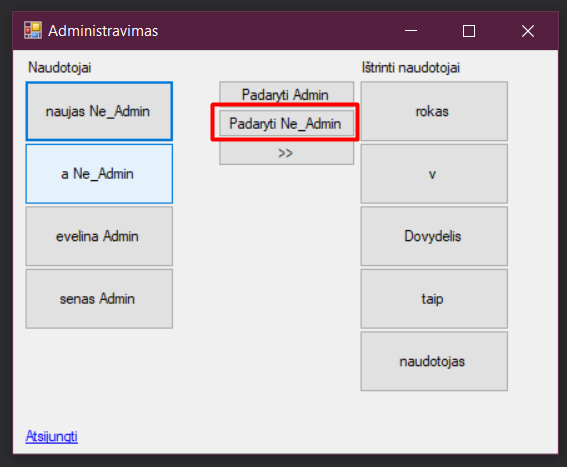 Administravimas
Naudotojai
naujas Ne_Admin
a Ne_Admin
evelina Admin
senas Admin
Padaryti Admin
Padaryti Ne_Admin
>>
Ištrinti naudotojai
rokas
v
Dovydelis
taip
naudotojas
Atsijungti